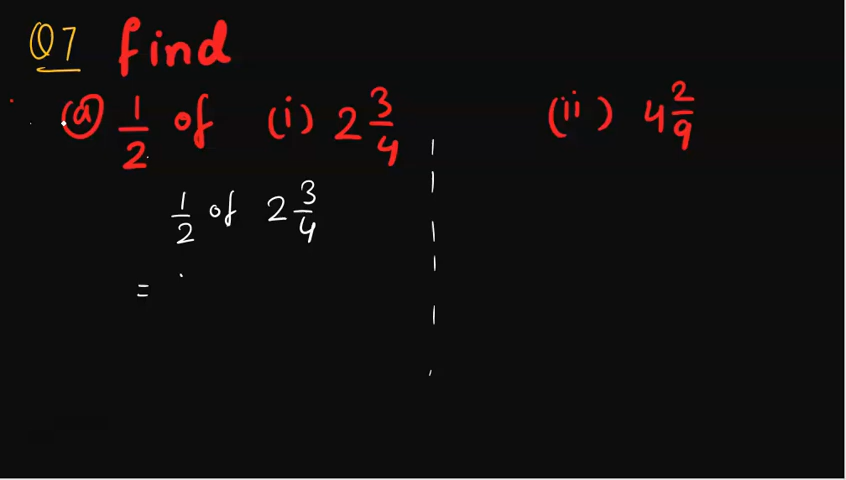 Q7 find
(a) 1/2 of (i) 2 3/4 (ii) 4 2/9
1/2 of 2 3/4
=